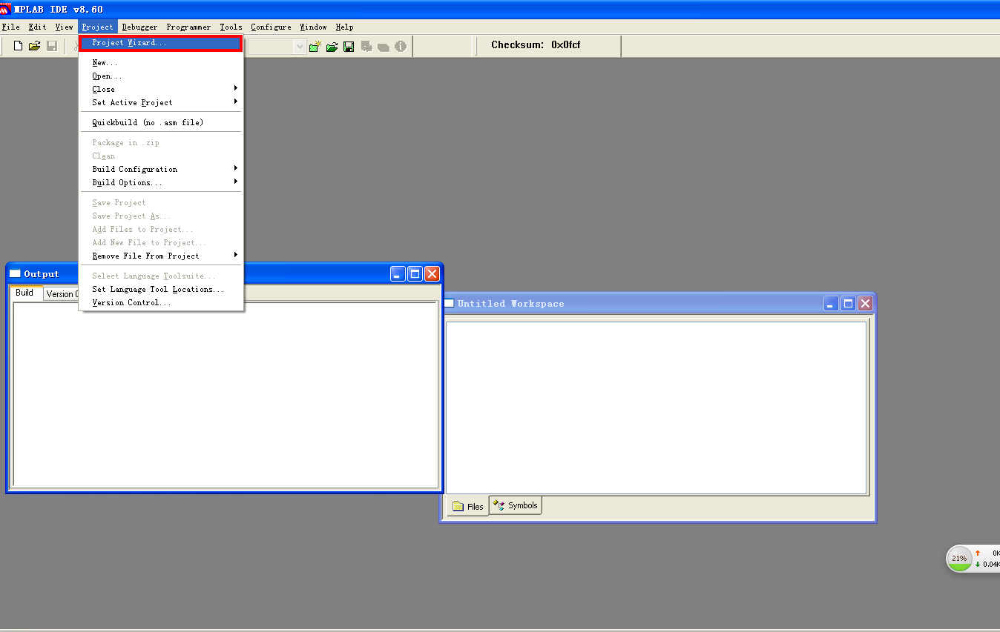 MPLAB IDE v8.60
File Edit View Project Debugger Programmer Tools Configure Window Help
Checksum: 0x0fcf
Project Wizard...
New...
Open...
Close
Set Active Project
Quickbuild (no .asm file)
Package in .zip
Clean
Build Configuration
Build Options...
Save Project
Save Project As...
Add Files to Project...
Add New File to Project...
Remove File From Project
Select Language Toolsuite...
Set Language Tool Locations...
Version Control...
Output
Build Version
Untitled Workspace
Files Symbols
21%
0K
0.04K